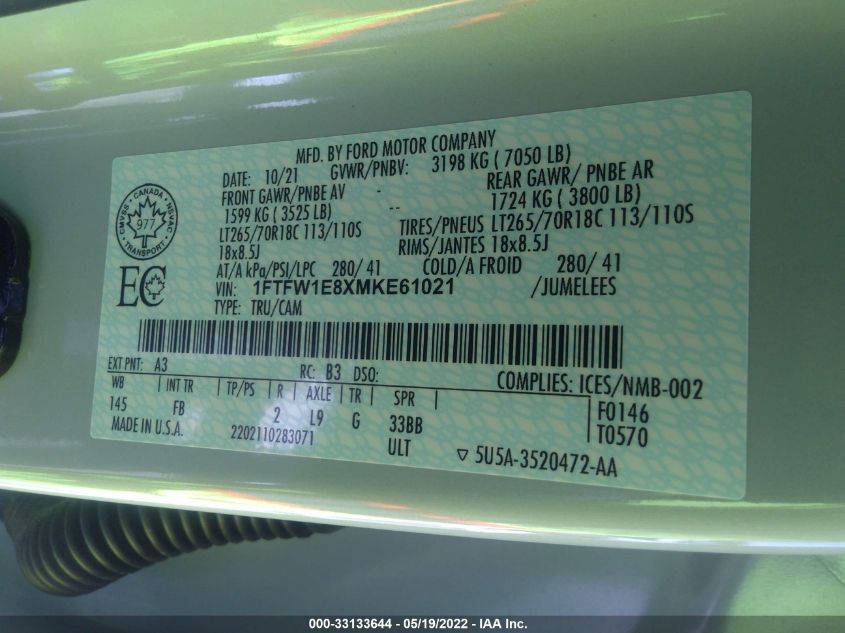 MFD. BY FORD MOTOR COMPANY
DATE: 10/21 GVWR/PNBV: 3198 KG ( 7050 LB)
FRONT GAWR/PNBE AV - REAR GAWR/ PNBE AR
1599 KG ( 3525 LB) -- 1724 KG ( 3800 LB)
LT265/70R18C 113/110S TIRES/PNEUS LT265/70R18C 113/110S
18x8.5J RIMS/JANTES 18x8.5J
AT/A kPa/PSI/LPC 280/ 41 COLD/A FROID 280/ 41
VIN: 1FTFW1E8XMKE61021 /JUMELEES
TYPE: TRU/CAM
CANADA
CMVSS NSVAC
977
TRANSPORT
EC
EXT PNT: A3 RC: B3 DSO: COMPLIES: ICES/NMB-002
WB INT TR TP/PS R AXLE TR SPR
145 FB 2 L9 G 33BB F0146
MADE IN U.S.A. 2202110283071 ULT T0570
▽ 5U5A-3520472-AA
000-33133644 - 05/19/2022 - IAA Inc.